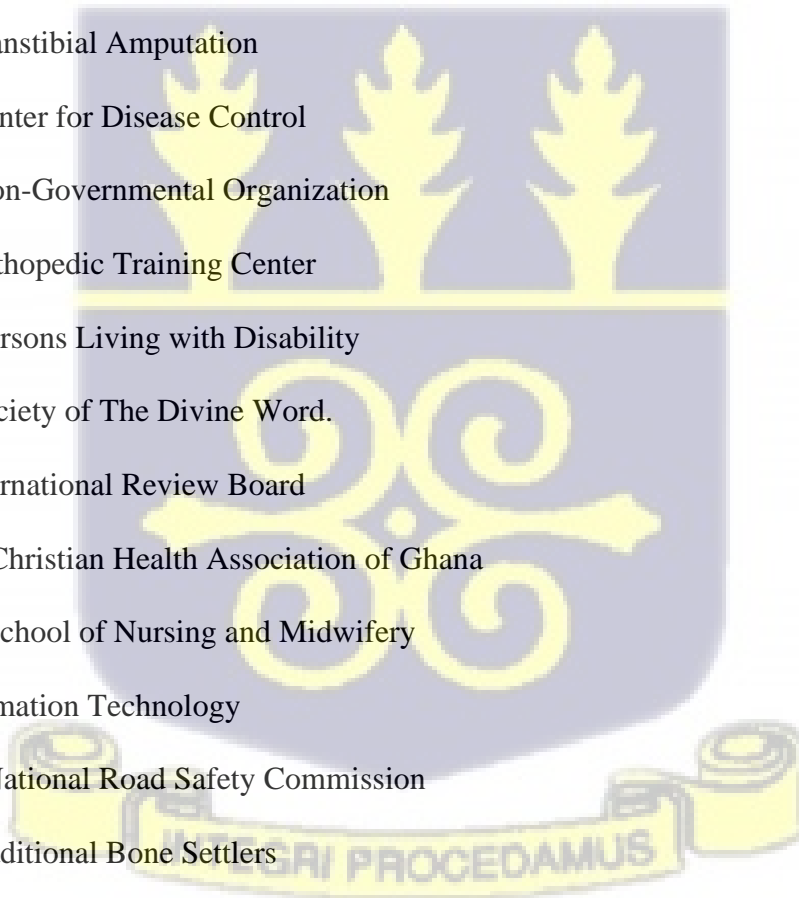 anstibial Amputation
nter for Disease Control
on-Governmental Organization
thopedic Training Center
rsons Living with Disability
ciety of The Divine Word.
ernational Review Board
Christian Health Association of Ghana
chool of Nursing and Midwifery
mation Technology
National Road Safety Commission
ditional Bone Settlers
INTEGRI PROCEDAMUS